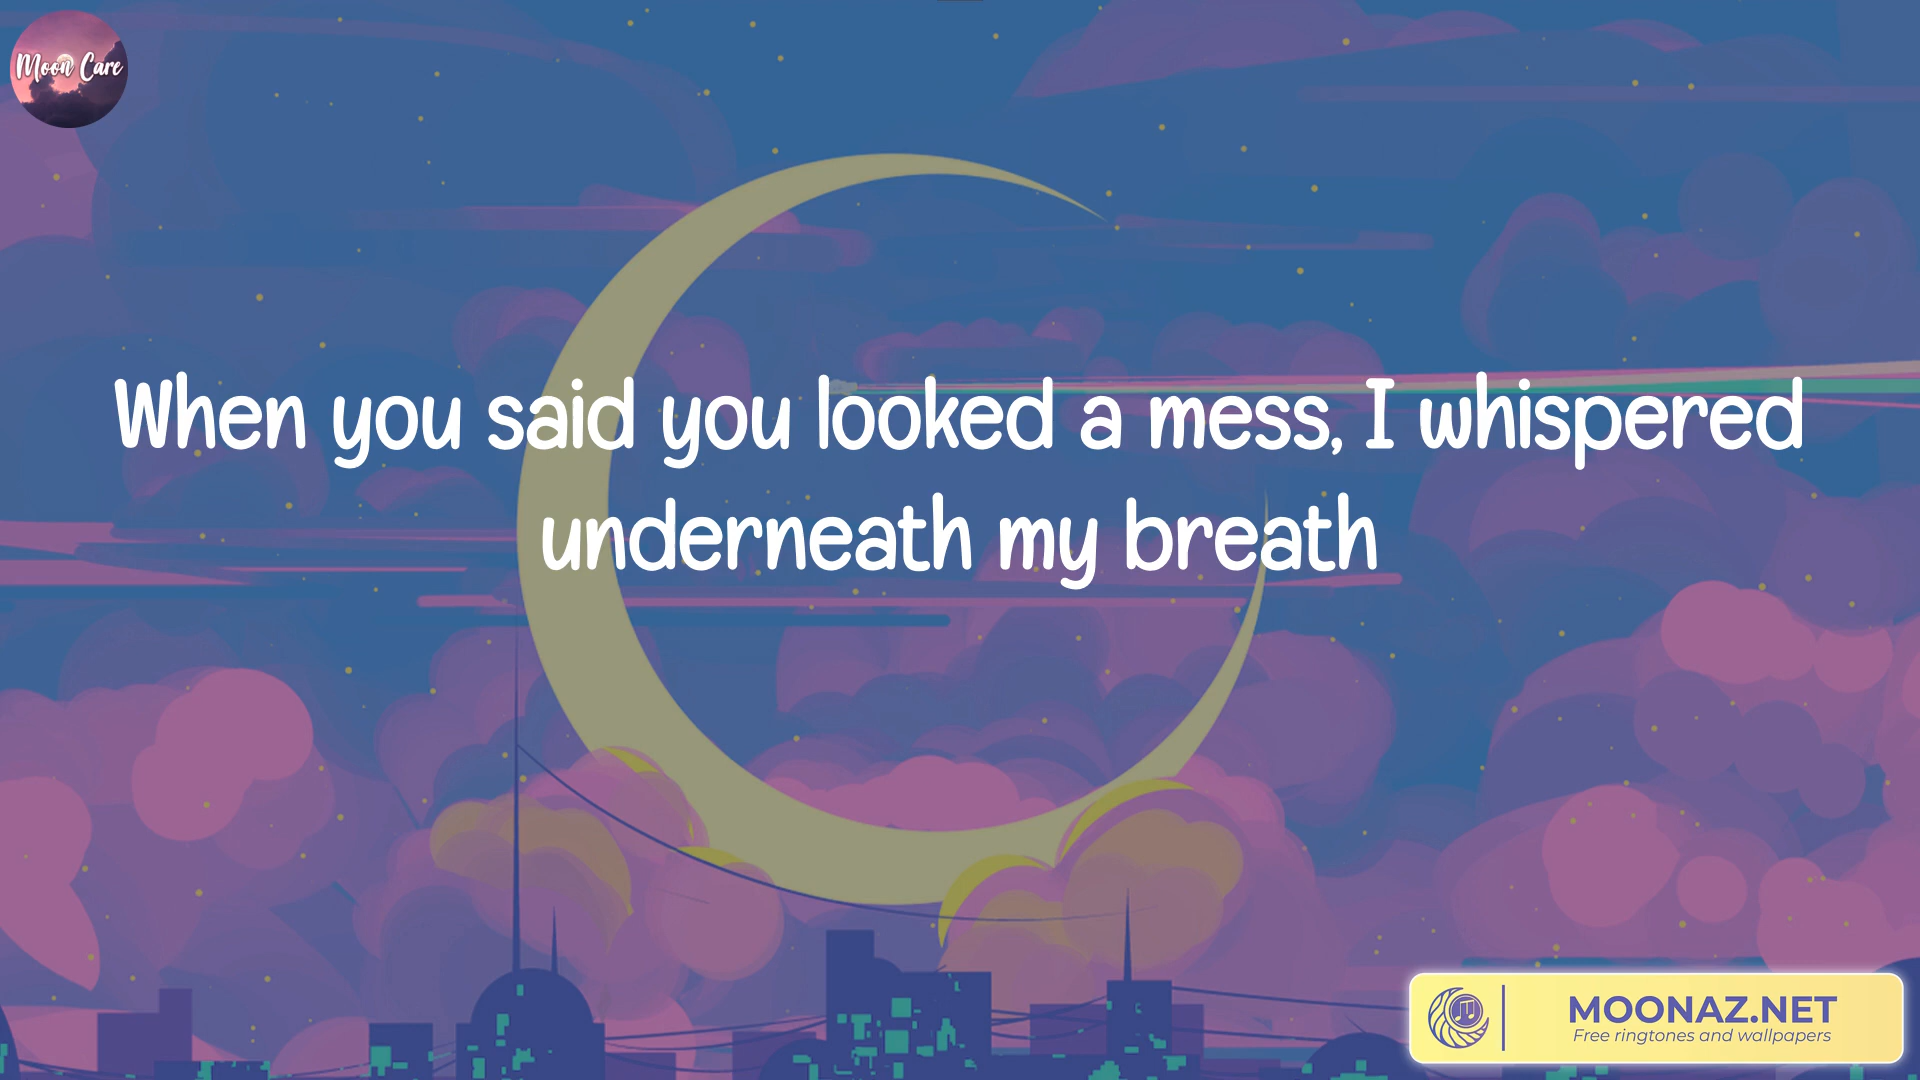 Moon Care
When you said you looked a mess, I whispered
underneath my breath
MOONAZ.NET
Free ringtones and wallpapers